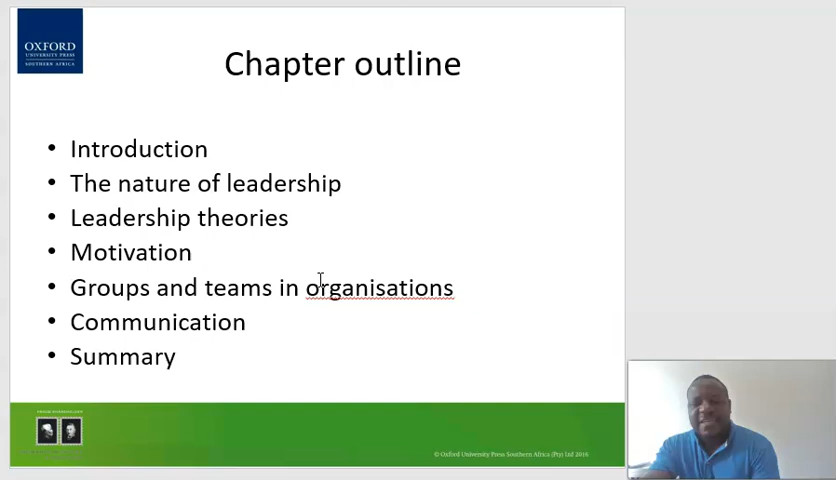 OXFORD
UNIVERSITY PRESS
SOUTHERN AFRICA
Chapter outline
• Introduction
• The nature of leadership
• Leadership theories
• Motivation
• Groups and teams in organisations
• Communication
• Summary
© Oxford University Press Southern Africa (Pty) Ltd 2016